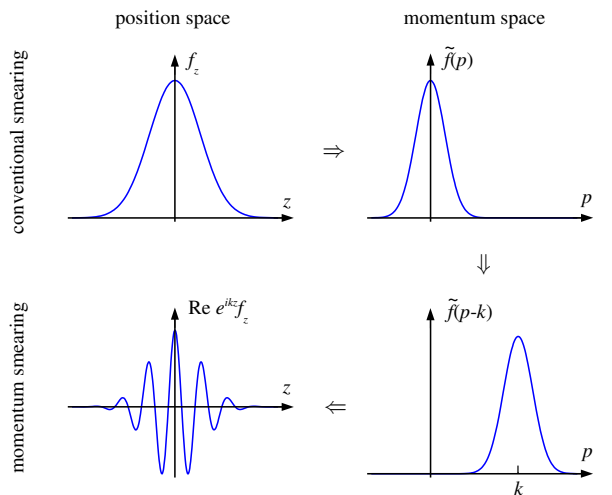 position space
momentum space
conventional smearing
f_z
z
⇒
f̃(p)
p
⇓
momentum smearing
Re e^{ikz}f_z
z
⇐
f̃(p-k)
p
k